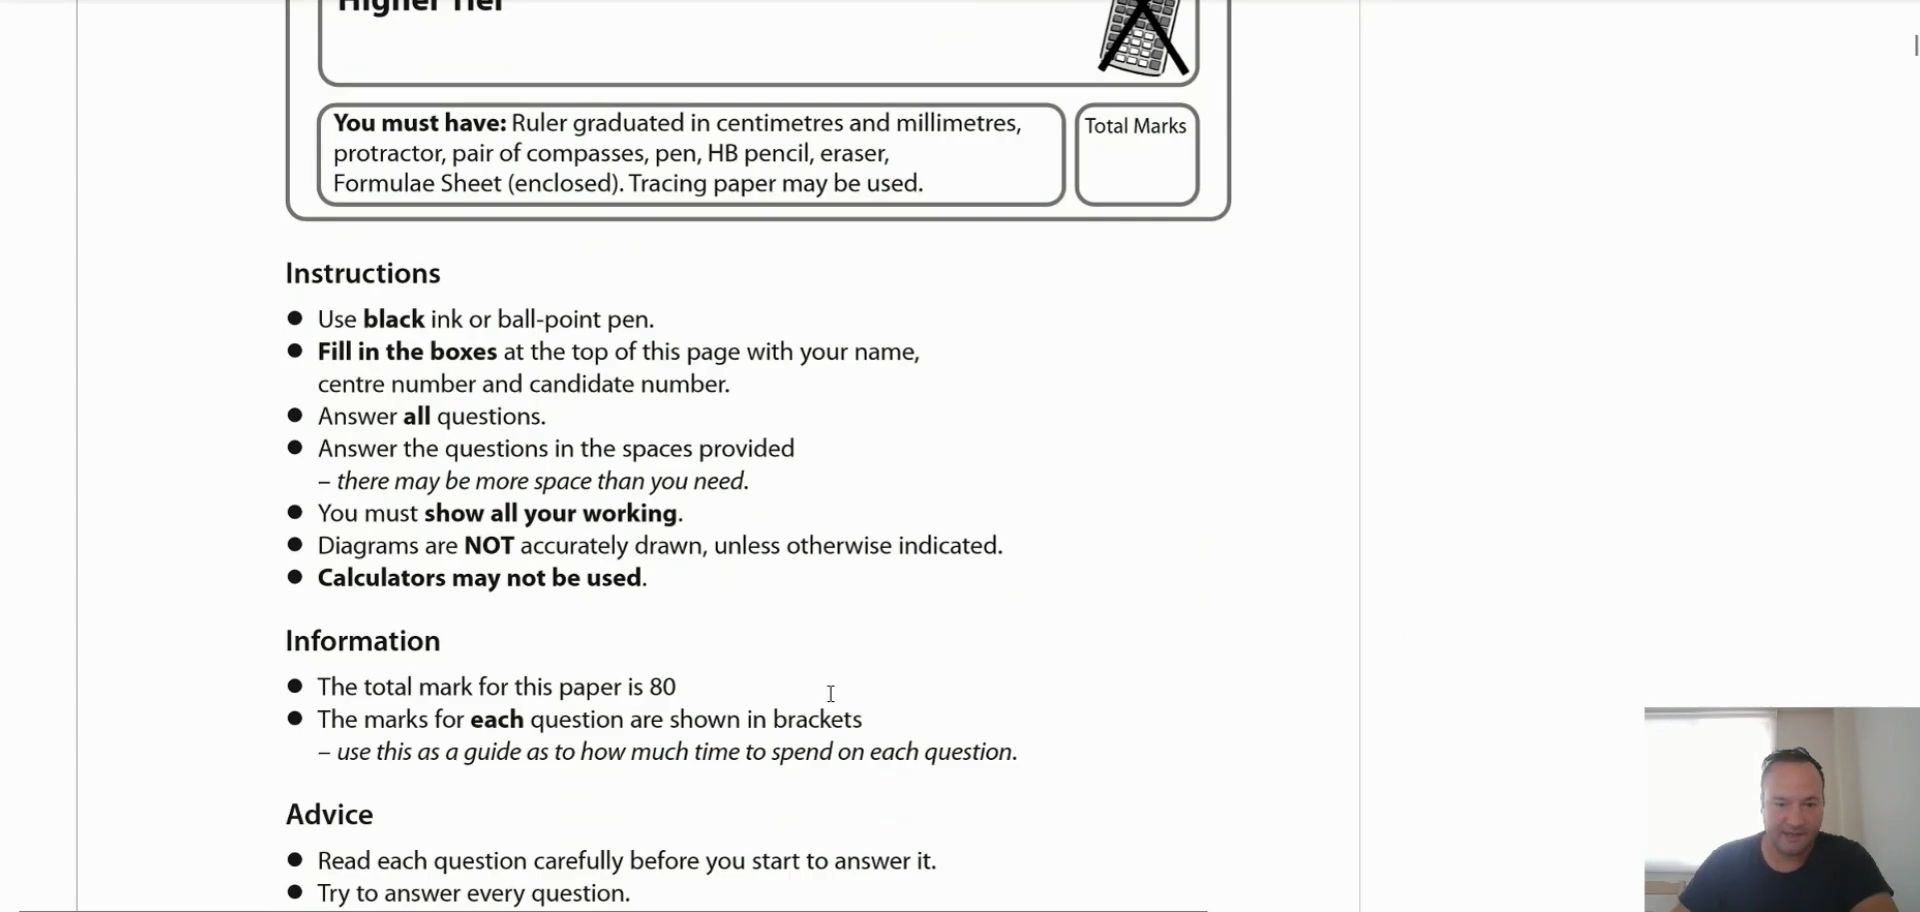 Higher Tier
You must have: Ruler graduated in centimetres and millimetres,
protractor, pair of compasses, pen, HB pencil, eraser,
Formulae Sheet (enclosed). Tracing paper may be used.
Total Marks
Instructions
● Use black ink or ball-point pen.
● Fill in the boxes at the top of this page with your name,
centre number and candidate number.
● Answer all questions.
● Answer the questions in the spaces provided
– there may be more space than you need.
● You must show all your working.
● Diagrams are NOT accurately drawn, unless otherwise indicated.
● Calculators may not be used.
Information
● The total mark for this paper is 80
● The marks for each question are shown in brackets
– use this as a guide as to how much time to spend on each question.
Advice
● Read each question carefully before you start to answer it.
● Try to answer every question.